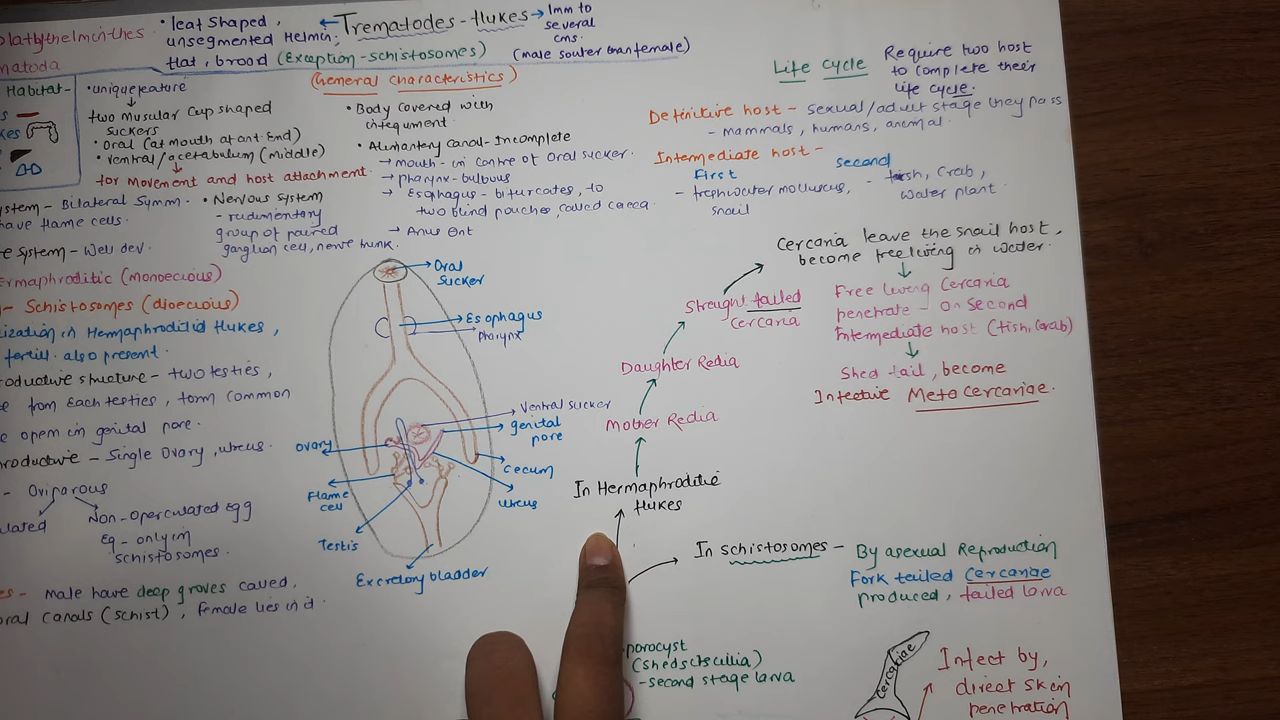 Platyhelminthes
matoda
• leaf shaped,
unsegmented Helmin;
flat, broad (Exception-schistosomes)
← Trematodes - flukes →
1mm to
several
cms.
(male souter than female)
Habitat-
(General characteristics)
• unique feature
two Muscular Cup shaped
suckers
• Oral (at mouth at ant. End)
• ventral/acetabulum (middle)
for movement and host attachment.
ystem - Bilateral Symm.
have flame cells.
e System - Well dev.
• Nervous system
- rudimentary
group of paired
ganglion cell, nerve trunk.
• Body covered with
integument.
• Alimentary Canal - Incomplete
→ mouth - in centre of Oral sucker.
→ pharynx - bulbous
→ Esophagus - bifurcates, to
two blind pouches, called caeca.
→ Anus ent
Life Cycle
Require two host
to complete their
life cycle.
Definitive host - sexual/adult stage they pass
- mammals, humans, animal.
Intermediate host -
First
- freshwater molluscus,
snail
second
- fish, crab,
water plant.
ermaphroditic (monoecious)
- Schistosomes (dioecious)
ization in Hermaphroditic flukes,
fertili. also present.
oductive structure - two testies,
e from each testies, form common
e open in genital pore.
roductive - Single Ovary, uterus.
- Oviparous
ulated
Non-operculated egg
Eg - only in
schistosomes.
es - male have deep groves called,
oral canals (schist), female lies in it.
Oral
Sucker
Esophagus
Pharynx
Ventral sucker
genital
pore
cecum
Uterus
ovary
Flame
cell
Testis
Excretory bladder
Cercaria leave the snail host,
become free living in water.
Free living Cercaria
penetrate - on second
Intermediate host (fish, crab)
Shed tail, become
Infective Meta Cercariae.
Streught tailed
cercaria
Daughter Redia
Mother Redia
In Hermaphroditic
flukes
In schistosomes - By asexual Reproduction
Fork tailed Cercariae
produced, tailed larva
porocyst
(sheds its cillia)
- second stage larva
Cercariae
Infect by,
direct skin
penetration